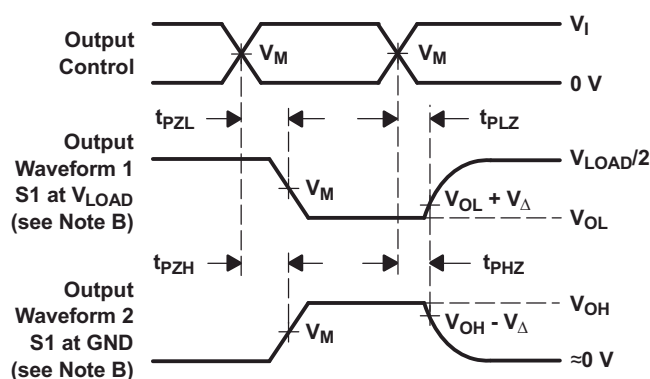 Output
Control
V_M
V_M
V_I
0 V
t_PZL
t_PLZ
Output
Waveform 1
S1 at V_LOAD
(see Note B)
V_M
V_LOAD/2
V_OL + V_Δ
V_OL
t_PZH
t_PHZ
Output
Waveform 2
S1 at GND
(see Note B)
V_M
V_OH
V_OH - V_Δ
≈0 V